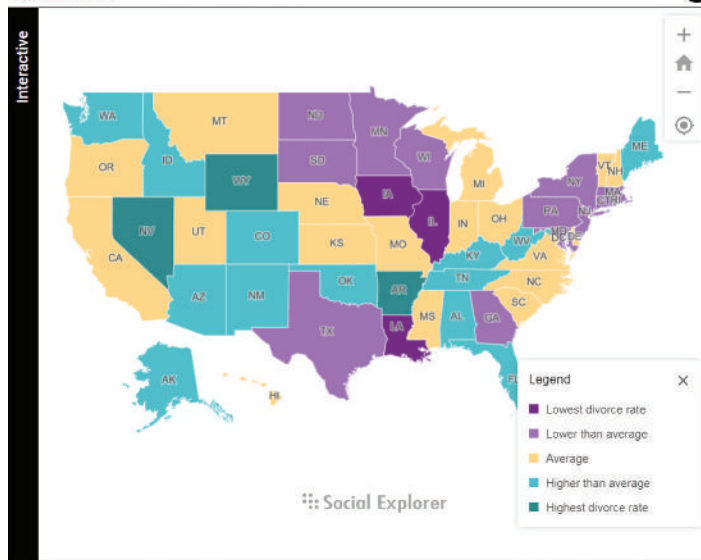 Interactive
WA
MT
ND
MN
ME
OR
ID
SD
WI
VT
NH
WY
MI
NY
MA
CT RI
IA
NE
PA
NJ
NV
UT
IL
IN
OH
MD
DC DE
CO
WV
CA
KS
MO
KY
VA
AZ
NM
OK
TN
NC
AR
SC
TX
LA
MS
AL
GA
AK
HI
FL
Legend
Lowest divorce rate
Lower than average
Average
Higher than average
Highest divorce rate
Social Explorer